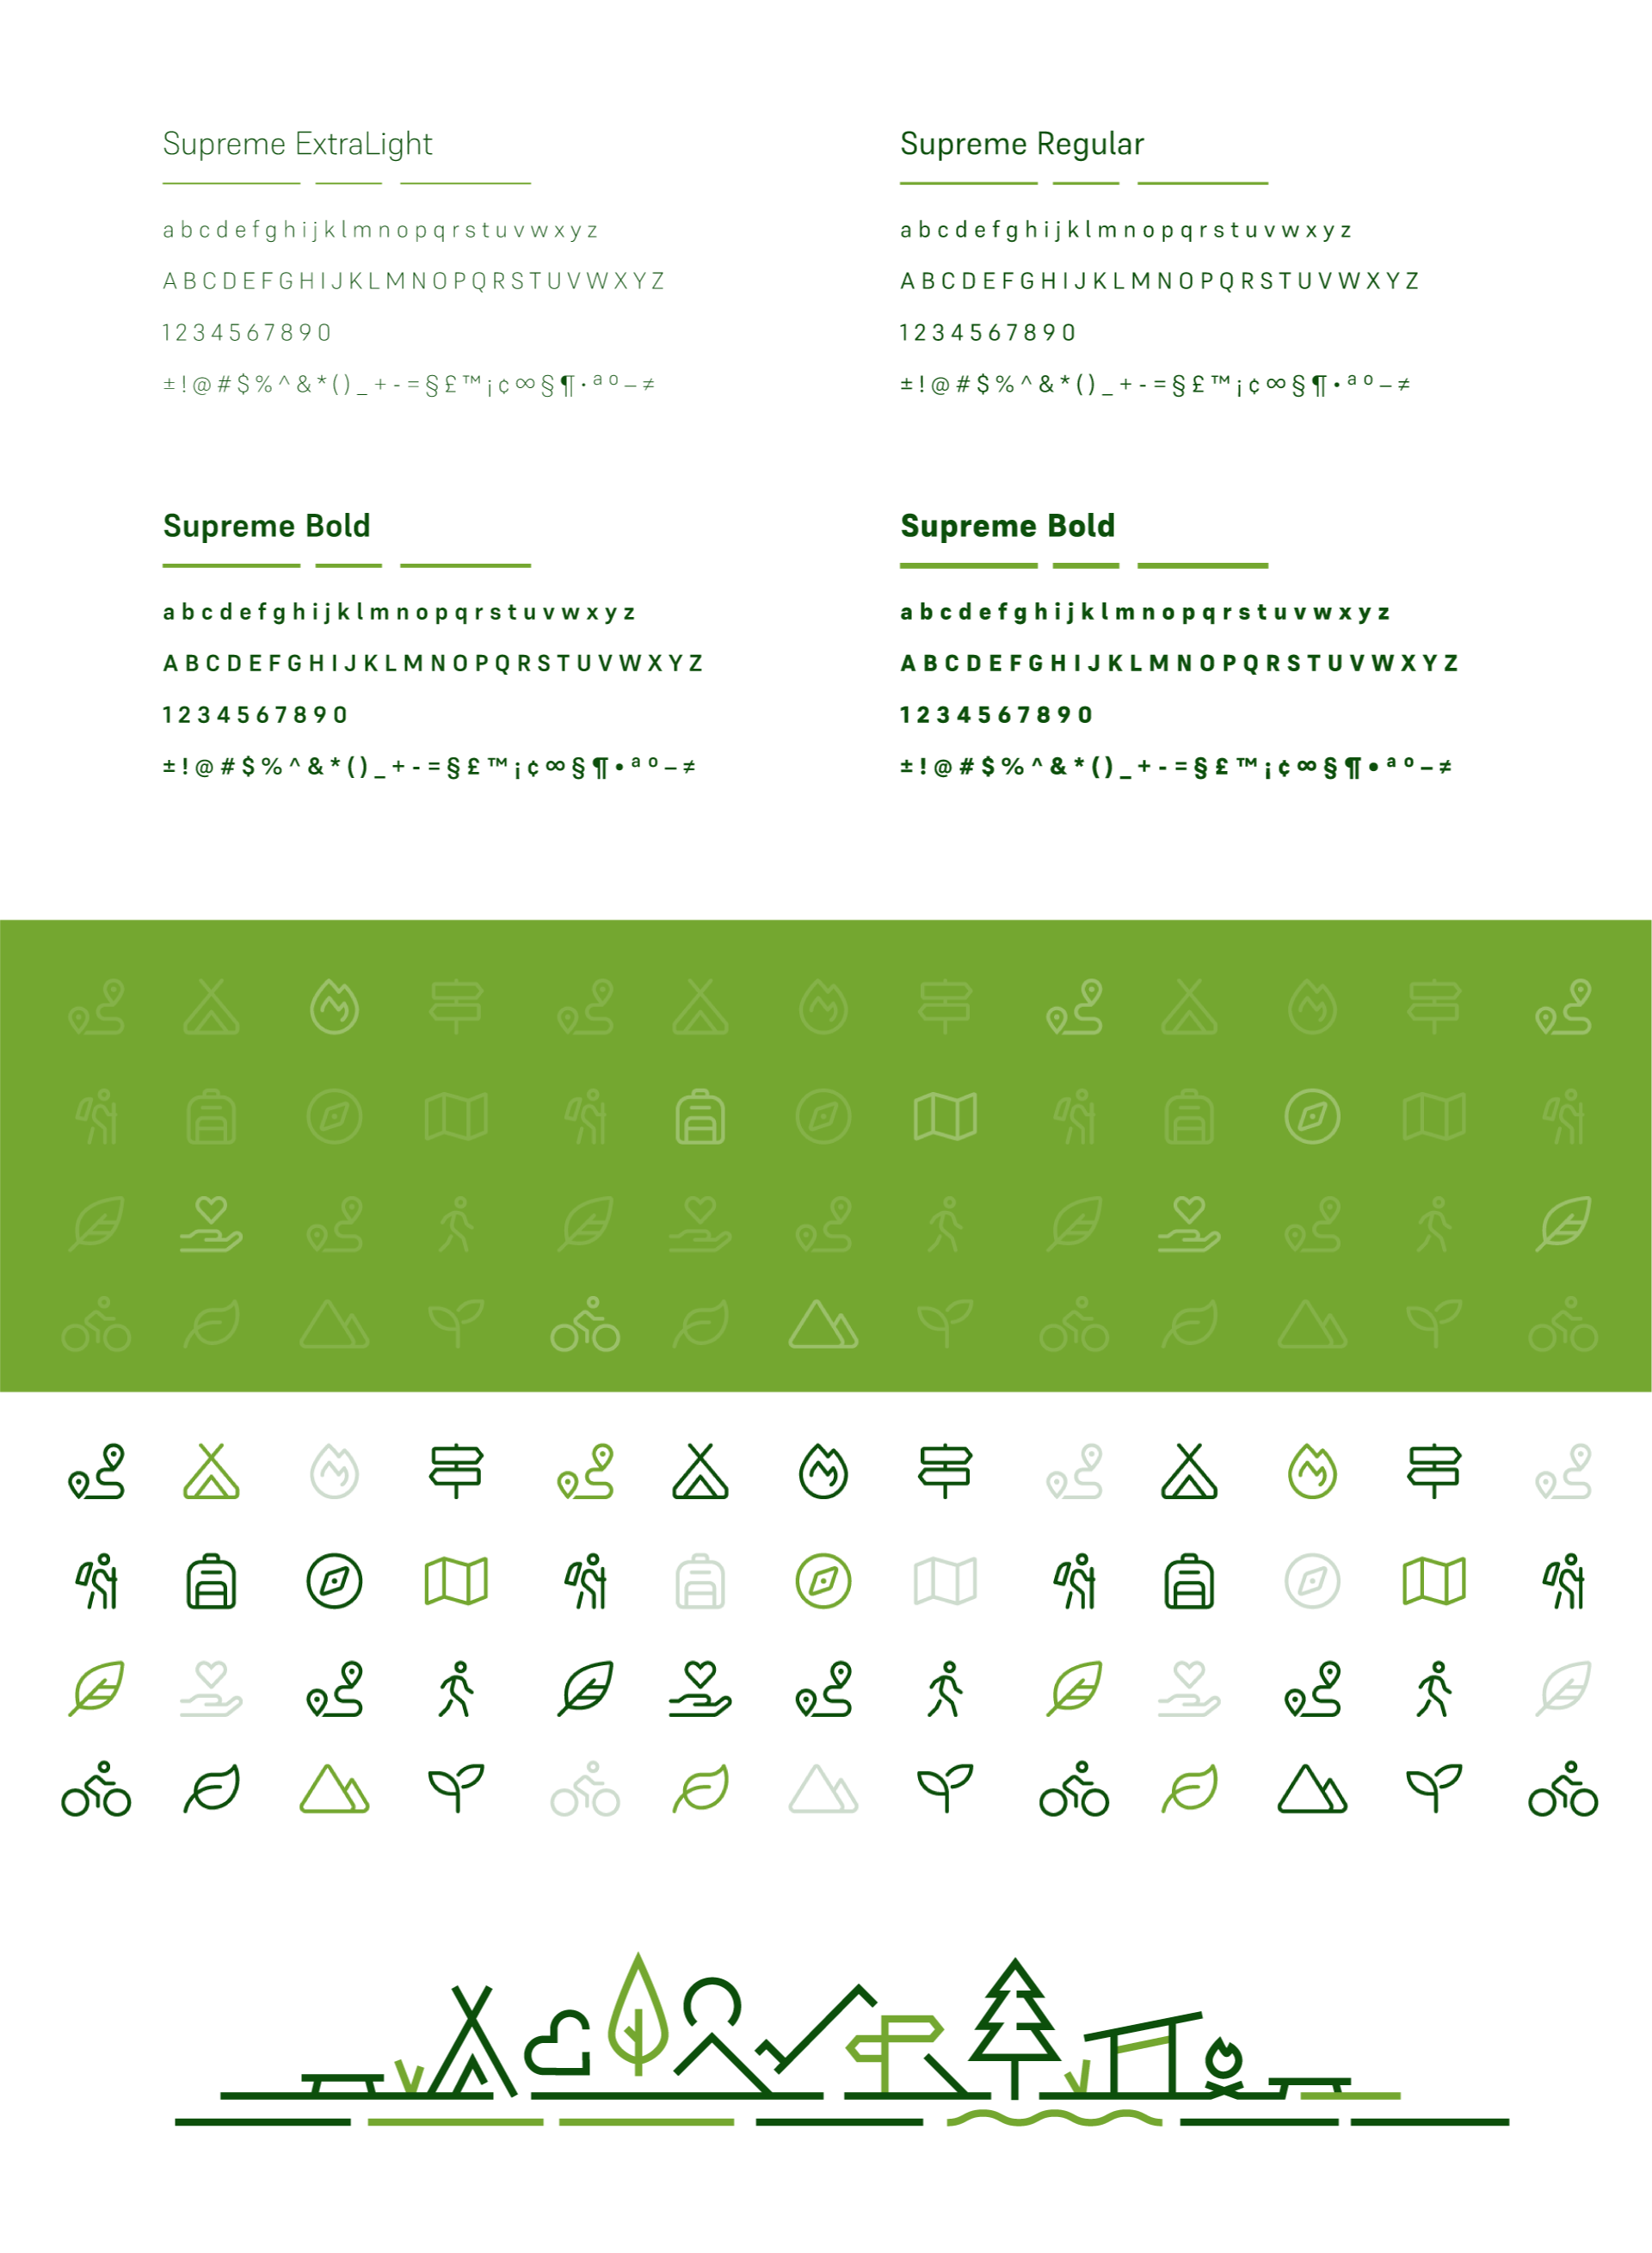 Supreme ExtraLight
a b c d e f g h i j k l m n o p q r s t u v w x y z
A B C D E F G H I J K L M N O P Q R S T U V W X Y Z
1 2 3 4 5 6 7 8 9 0
± ! @ # $ % ^ & * ( ) _ + - = § £ ™ ¡ ¢ ∞ § ¶ • ª º – ≠
Supreme Regular
a b c d e f g h i j k l m n o p q r s t u v w x y z
A B C D E F G H I J K L M N O P Q R S T U V W X Y Z
1 2 3 4 5 6 7 8 9 0
± ! @ # $ % ^ & * ( ) _ + - = § £ ™ ¡ ¢ ∞ § ¶ • ª º – ≠
Supreme Bold
a b c d e f g h i j k l m n o p q r s t u v w x y z
A B C D E F G H I J K L M N O P Q R S T U V W X Y Z
1 2 3 4 5 6 7 8 9 0
± ! @ # $ % ^ & * ( ) _ + - = § £ ™ ¡ ¢ ∞ § ¶ • ª º – ≠
Supreme Bold
a b c d e f g h i j k l m n o p q r s t u v w x y z
A B C D E F G H I J K L M N O P Q R S T U V W X Y Z
1 2 3 4 5 6 7 8 9 0
± ! @ # $ % ^ & * ( ) _ + - = § £ ™ ¡ ¢ ∞ § ¶ • ª º – ≠